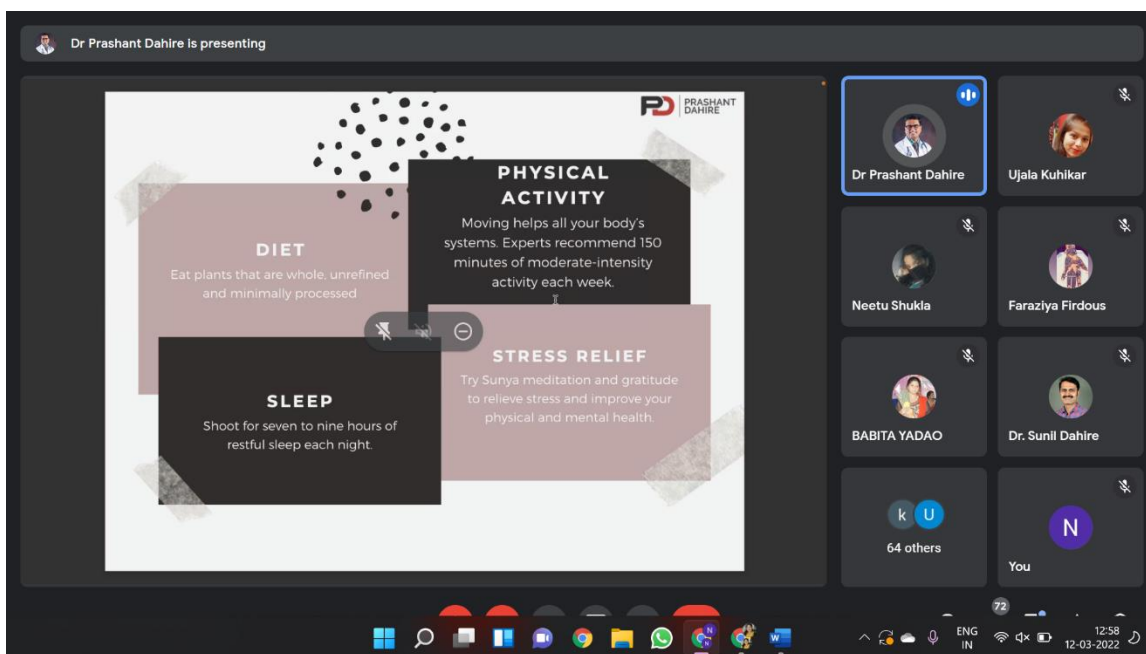 Dr Prashant Dahire is presenting
PD PRASHANT
DAHIRE
PHYSICAL
ACTIVITY
Moving helps all your body's
systems. Experts recommend 150
minutes of moderate-intensity
activity each week.
DIET
Eat plants that are whole, unrefined
and minimally processed
STRESS RELIEF
Try Sunya meditation and gratitude
to relieve stress and improve your
physical and mental health.
SLEEP
Shoot for seven to nine hours of
restful sleep each night.
Dr Prashant Dahire
Ujala Kuhikar
Neetu Shukla
Faraziya Firdous
BABITA YADAO
Dr. Sunil Dahire
k U
64 others
N
You
72
ENG
IN
12:58
12-03-2022